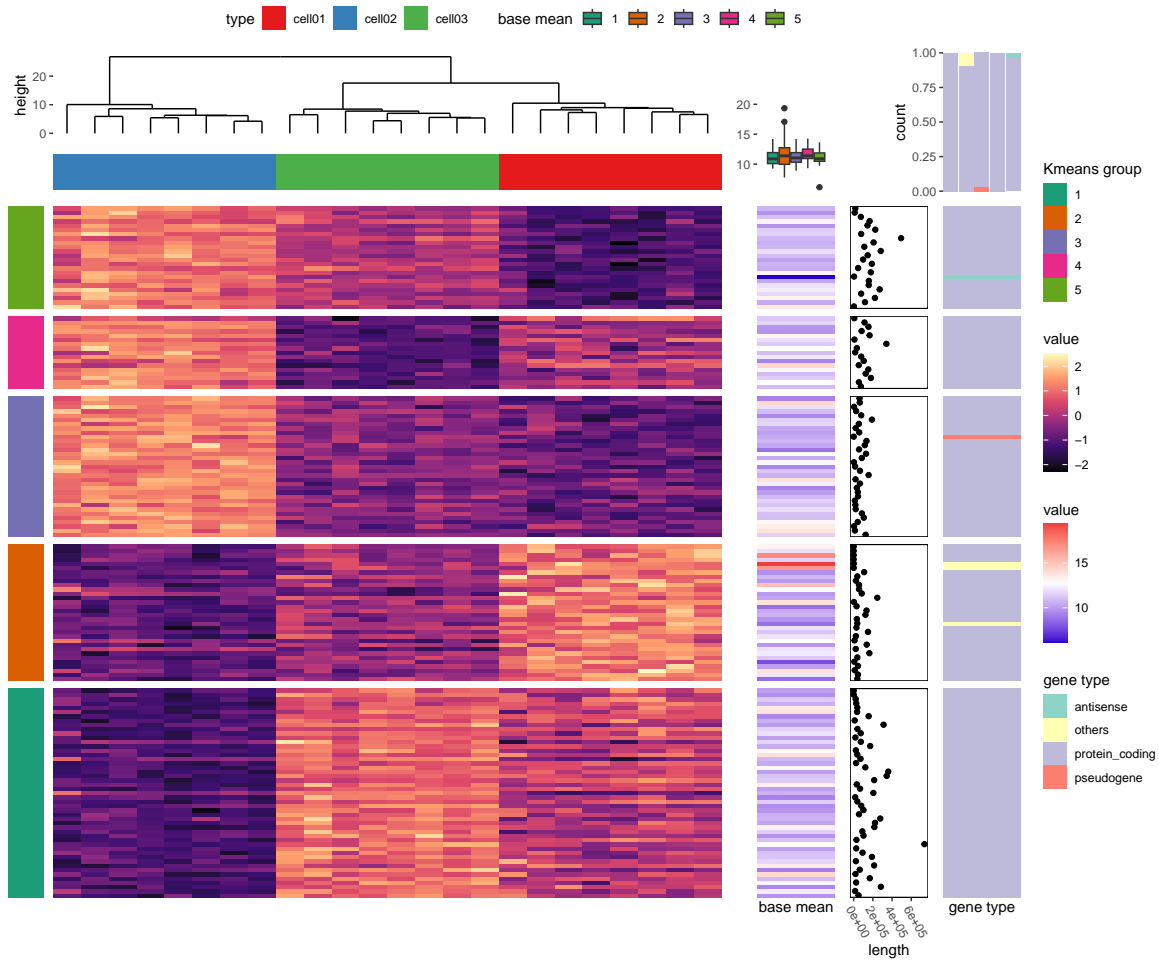 type cell01 cell02 cell03 base mean 1 2 3 4 5
height
20
10
0
20
15
10
count
1.00
0.75
0.50
0.25
0.00
Kmeans group
1
2
3
4
5
value
2
1
0
−1
−2
value
15
10
gene type
antisense
others
protein_coding
pseudogene
base mean
0e+00
2e+05
4e+05
6e+05
length
gene type